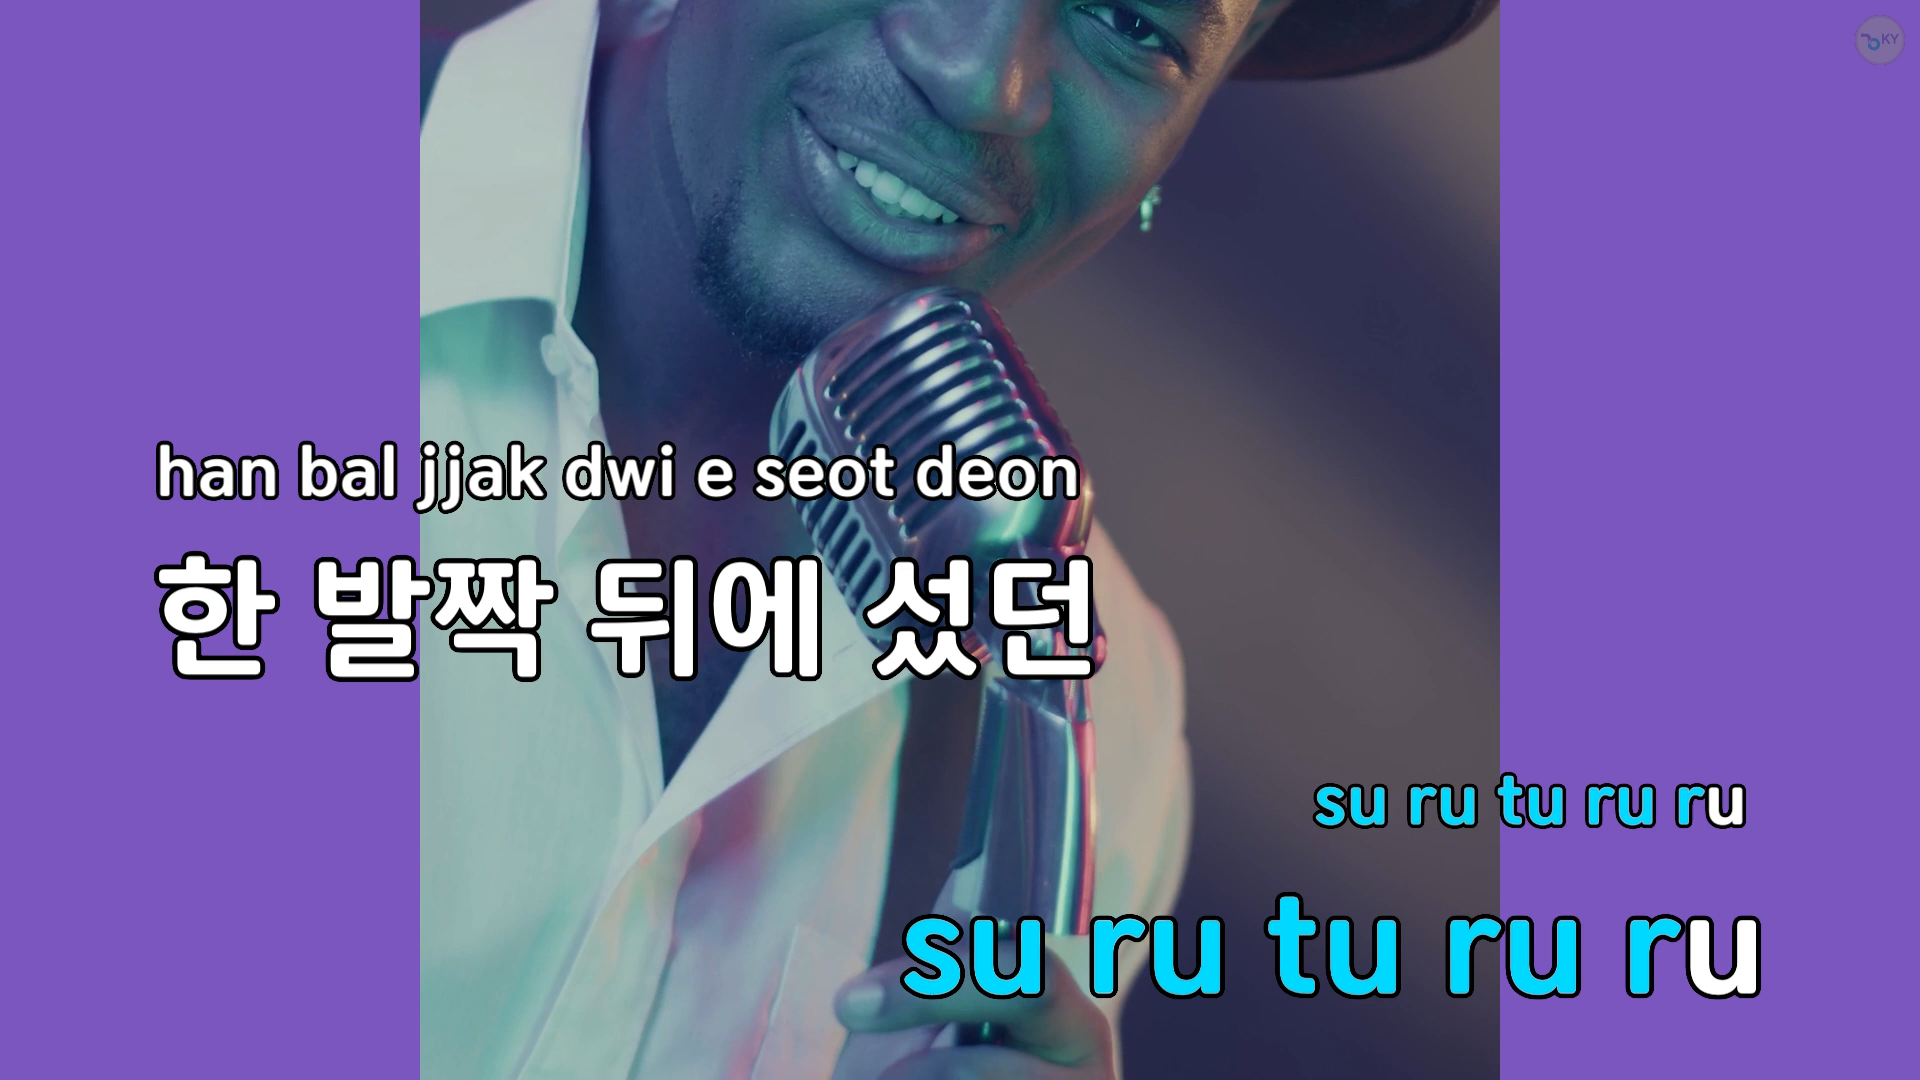 KY
han bal jjak dwi e seot deon
한 발짝 뒤에 섰던
su ru tu ru ru
su ru tu ru ru